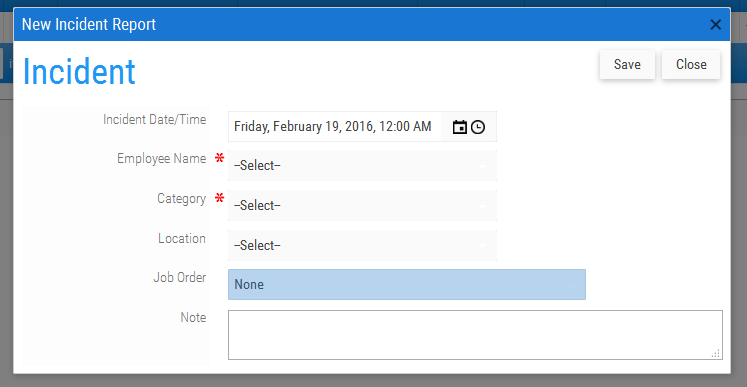 New Incident Report
Incident
Save
Close
Incident Date/Time
Friday, February 19, 2016, 12:00 AM
Employee Name * --Select--
Category * --Select--
Location --Select--
Job Order None
Note